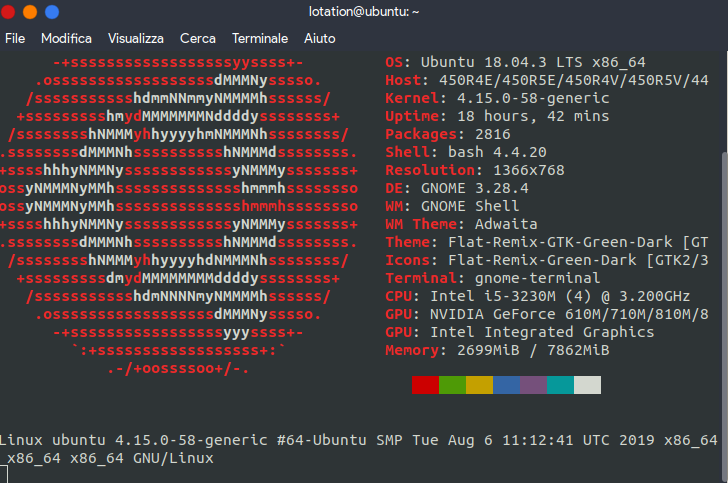 lotation@ubuntu: ~
File Modifica Visualizza Cerca Terminale Aiuto
-+ssssssssssssssssssyyssss+- OS: Ubuntu 18.04.3 LTS x86_64
.ossssssssssssssssssdMMMNysssso. Host: 450R4E/450R5E/450R4V/450R5V/44
/ssssssssssshdmmNNmmyNMMMMhssssss/ Kernel: 4.15.0-58-generic
+ssssssssshmydMMMMMMMNddddyssssssss+ Uptime: 18 hours, 42 mins
/sssssssshNMMMyhhyyyyhmNMMMNhssssssss/ Packages: 2816
.ssssssssdMMMNhsssssssssshNMMMdssssssss. Shell: bash 4.4.20
+sssshhhyNMMNyssssssssssssyNMMMysssssss+ Resolution: 1366x768
ossyNMMMNyMMhsssssssssssssshmmmhssssssso DE: GNOME 3.28.4
ossyNMMMNyMMhsssssssssssssshmmmhssssssso WM: GNOME Shell
+sssshhhyNMMNyssssssssssssyNMMMysssssss+ WM Theme: Adwaita
.ssssssssdMMMNhsssssssssshNMMMdssssssss. Theme: Flat-Remix-GTK-Green-Dark [GT
/sssssssshNMMMyhhyyyyhdNMMMNhssssssss/ Icons: Flat-Remix-Green-Dark [GTK2/3
+sssssssssdmydMMMMMMMMddddyssssssss+ Terminal: gnome-terminal
/ssssssssssshdmNNNNmyNMMMMhssssss/ CPU: Intel i5-3230M (4) @ 3.200GHz
.ossssssssssssssssssdMMMNysssso. GPU: NVIDIA GeForce 610M/710M/810M/8
-+sssssssssssssssssyyyssss+- GPU: Intel Integrated Graphics
`:+ssssssssssssssssss+:` Memory: 2699MiB / 7862MiB
.-/+oossssoo+/-.
Linux ubuntu 4.15.0-58-generic #64-Ubuntu SMP Tue Aug 6 11:12:41 UTC 2019 x86_64
x86_64 x86_64 GNU/Linux